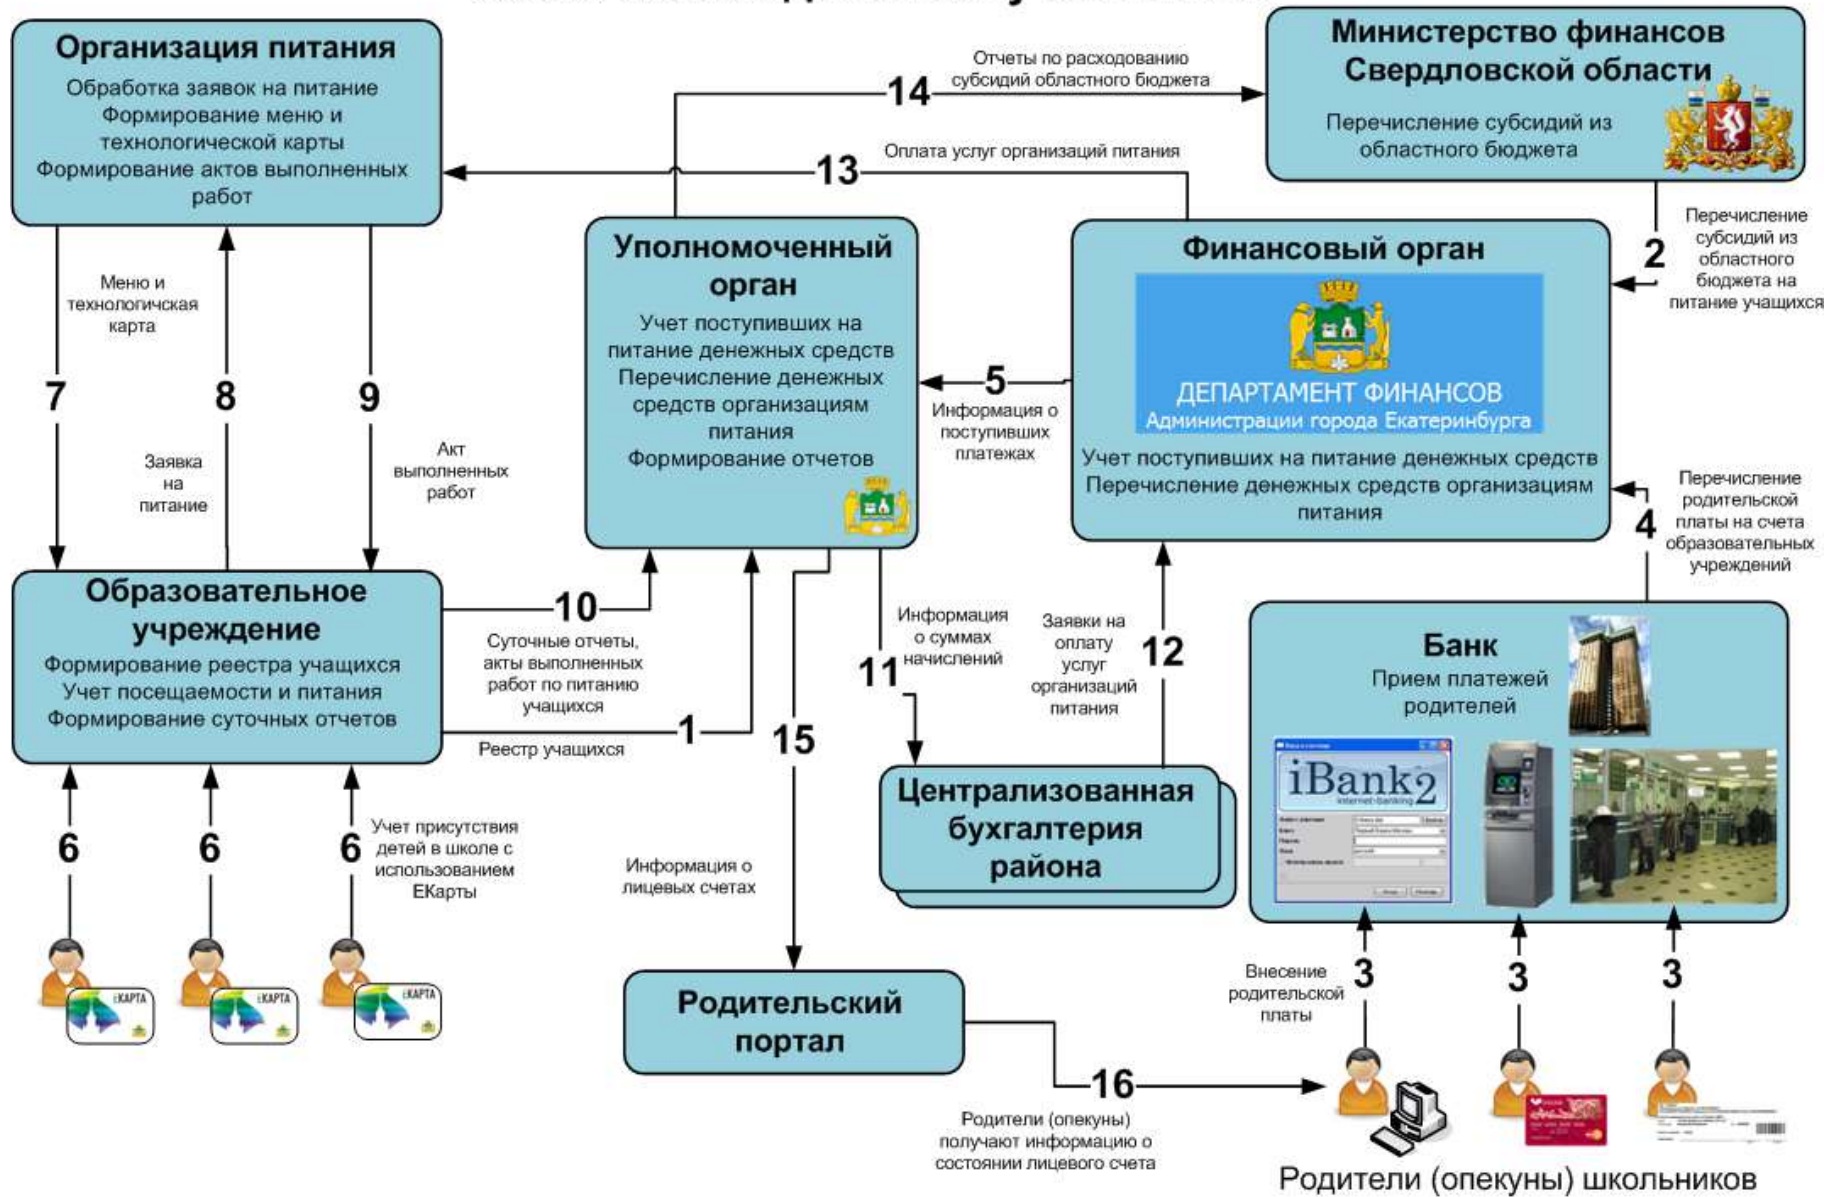 Организация питания
Обработка заявок на питание
Формирование меню и
технологической карты
Формирование актов выполненных
работ
14
Отчеты по расходованию
субсидий областного бюджета
Министерство финансов
Свердловской области
Перечисление субсидий из
областного бюджета
13
Оплата услуг организаций питания
2
Перечисление
субсидий из
областного
бюджета на
питание учащихся
7
Меню и
технологичская
карта
8
Заявка
на
питание
9
Акт
выполненных
работ
Уполномоченный
орган
Учет поступивших на
питание денежных средств
Перечисление денежных
средств организациям
питания
Формирование отчетов
5
Информация о
поступивших
платежах
Финансовый орган
ДЕПАРТАМЕНТ ФИНАНСОВ
Администрации города Екатеринбурга
Учет поступивших на питание денежных средств
Перечисление денежных средств организациям
питания
4
Перечисление
родительской
платы на счета
образовательных
учреждений
Образовательное
учреждение
Формирование реестра учащихся
Учет посещаемости и питания
Формирование суточных отчетов
10
Суточные отчеты,
акты выполненных
работ по питанию
учащихся
1
Реестр учащихся
15
Информация о
лицевых счетах
11
Информация
о суммах
начислений
12
Заявки на
оплату
услуг
организаций
питания
Централизованная
бухгалтерия
района
Банк
Прием платежей
родителей
iBank2
internet-banking
6
6
6
Учет присутствия
детей в школе с
использованием
ЕКарты
ЕКАРТА
ЕКАРТА
ЕКАРТА
Родительский
портал
16
Родители (опекуны)
получают информацию о
состоянии лицевого счета
3
3
3
Внесение
родительской
платы
Родители (опекуны) школьников